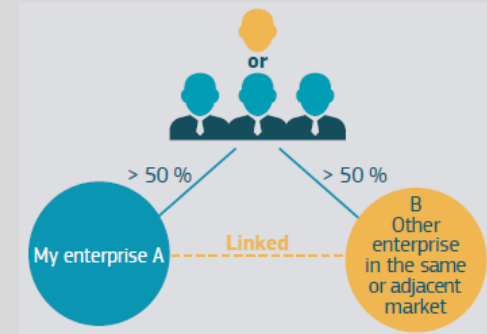 or
> 50 %
> 50 %
My enterprise A
Linked
B
Other
enterprise
in the same
or adjacent
market